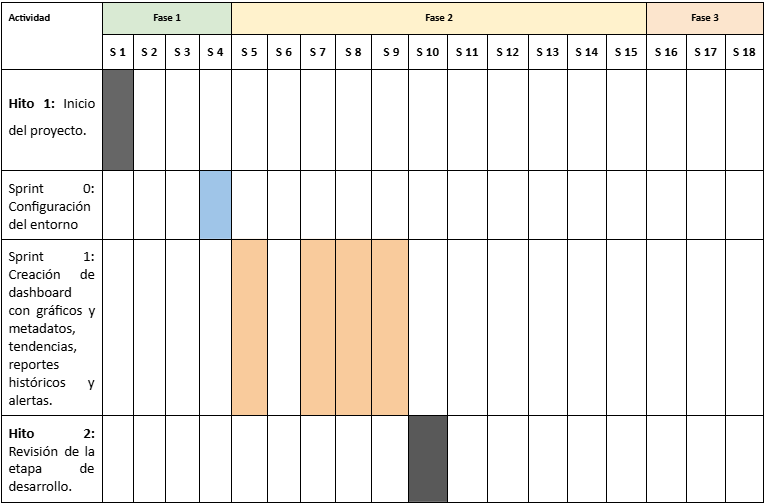 Actividad
Fase 1
Fase 2
Fase 3
S 1 S 2 S 3 S 4 S 5 S 6 S 7 S 8 S 9 S 10 S 11 S 12 S 13 S 14 S 15 S 16 S 17 S 18
Hito 1: Inicio
del proyecto.
Sprint 0:
Configuración
del entorno
Sprint 1:
Creación de
dashboard
con gráficos y
metadatos,
tendencias,
reportes
históricos y
alertas.
Hito 2:
Revisión de la
etapa de
desarrollo.